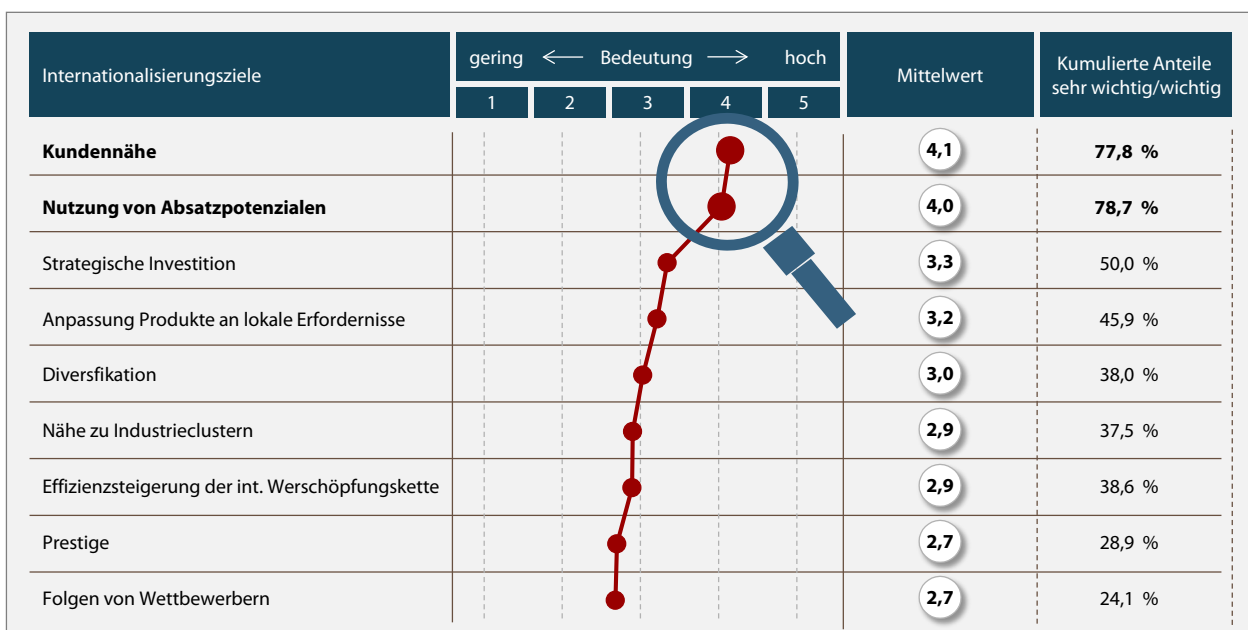 Internationalisierungsziele
gering ← Bedeutung → hoch
1 2 3 4 5
Mittelwert
Kumulierte Anteile
sehr wichtig/wichtig
Kundennähe 4,1 77,8 %
Nutzung von Absatzpotenzialen 4,0 78,7 %
Strategische Investition 3,3 50,0 %
Anpassung Produkte an lokale Erfordernisse 3,2 45,9 %
Diversfikation 3,0 38,0 %
Nähe zu Industrieclustern 2,9 37,5 %
Effizienzsteigerung der int. Werschöpfungskette 2,9 38,6 %
Prestige 2,7 28,9 %
Folgen von Wettbewerbern 2,7 24,1 %